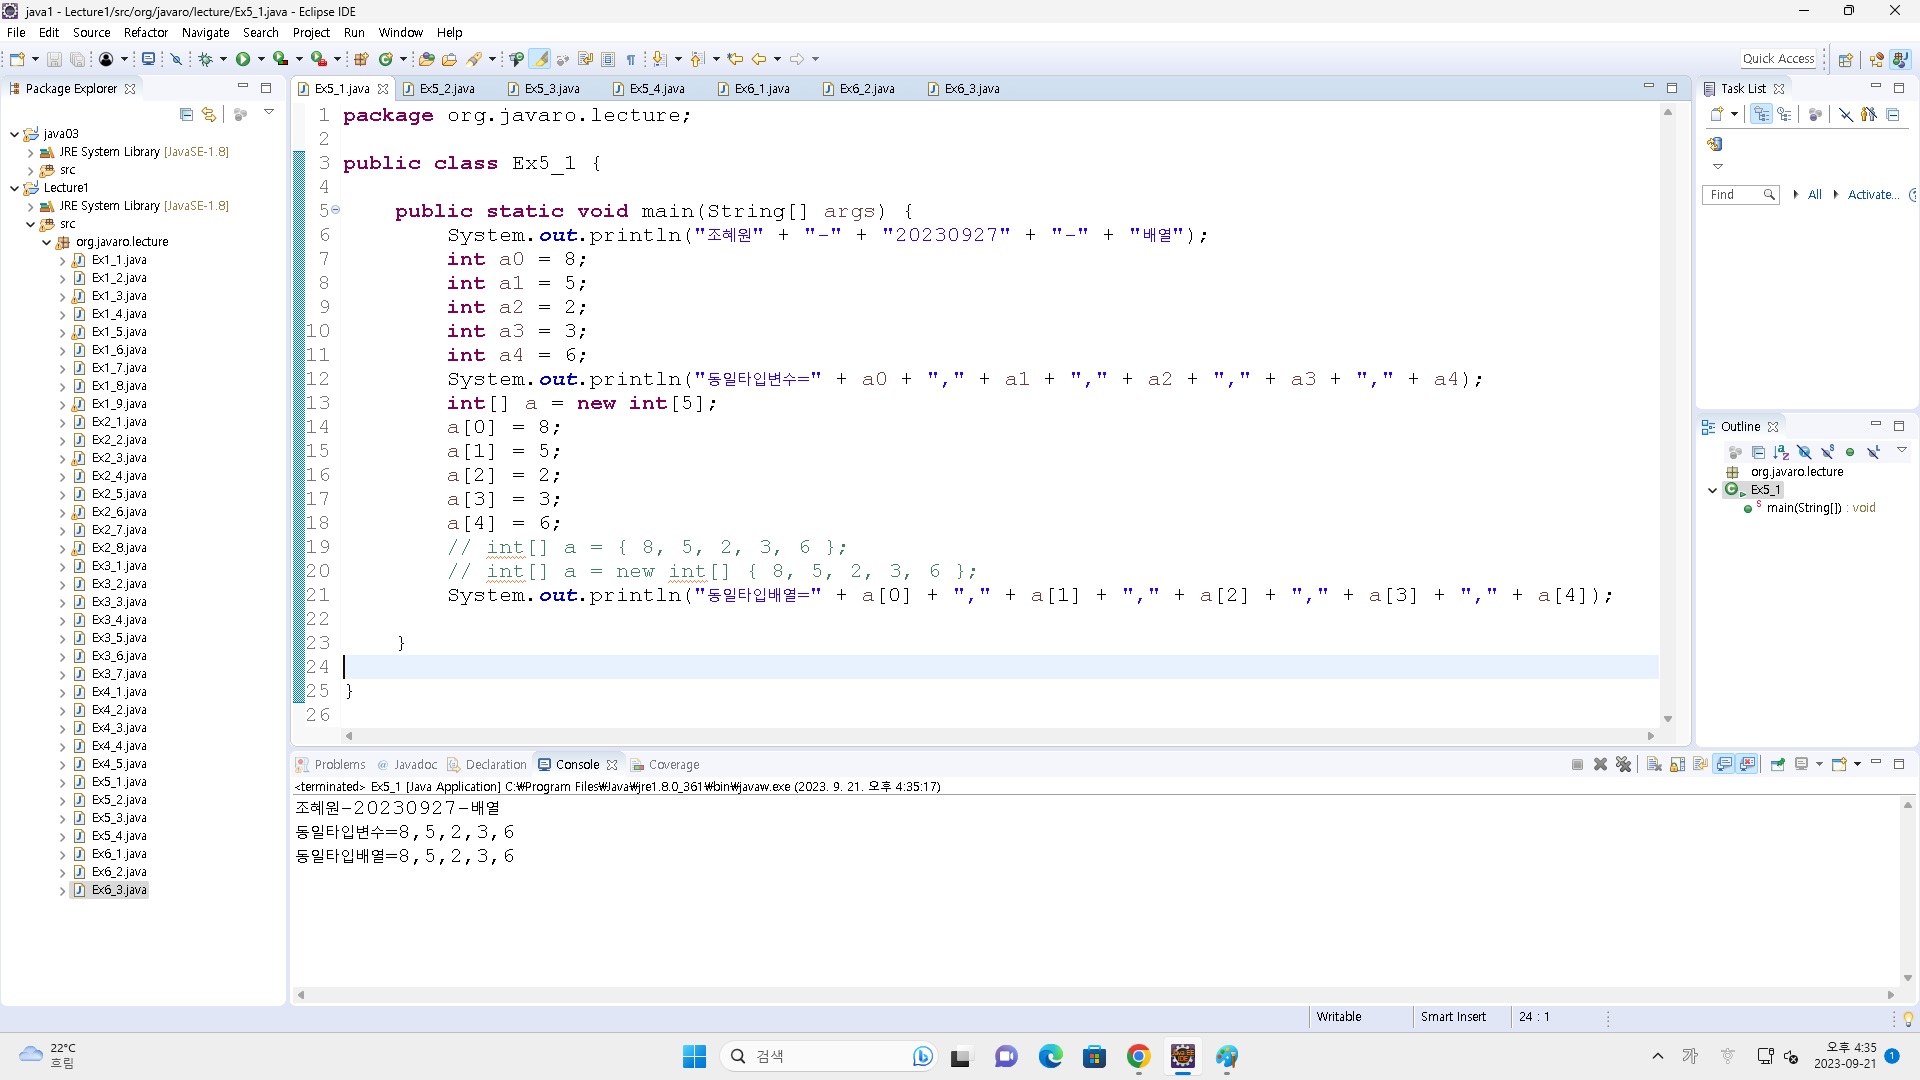 java1 - Lecture1/src/org/javaro/lecture/Ex5_1.java - Eclipse IDE
File Edit Source Refactor Navigate Search Project Run Window Help
Quick Access
Package Explorer
java03
JRE System Library [JavaSE-1.8]
src
Lecture1
JRE System Library [JavaSE-1.8]
src
org.javaro.lecture
Ex1_1.java
Ex1_2.java
Ex1_3.java
Ex1_4.java
Ex1_5.java
Ex1_6.java
Ex1_7.java
Ex1_8.java
Ex1_9.java
Ex2_1.java
Ex2_2.java
Ex2_3.java
Ex2_4.java
Ex2_5.java
Ex2_6.java
Ex2_7.java
Ex2_8.java
Ex3_1.java
Ex3_2.java
Ex3_3.java
Ex3_4.java
Ex3_5.java
Ex3_6.java
Ex3_7.java
Ex4_1.java
Ex4_2.java
Ex4_3.java
Ex4_4.java
Ex4_5.java
Ex5_1.java
Ex5_2.java
Ex5_3.java
Ex5_4.java
Ex6_1.java
Ex6_2.java
Ex6_3.java
Ex5_1.java Ex5_2.java Ex5_3.java Ex5_4.java Ex6_1.java Ex6_2.java Ex6_3.java
1 package org.javaro.lecture;
2
3 public class Ex5_1 {
4
5 public static void main(String[] args) {
6 System.out.println("조혜원" + "-" + "20230927" + "-" + "배열");
7 int a0 = 8;
8 int a1 = 5;
9 int a2 = 2;
10 int a3 = 3;
11 int a4 = 6;
12 System.out.println("동일타입변수=" + a0 + "," + a1 + "," + a2 + "," + a3 + "," + a4);
13 int[] a = new int[5];
14 a[0] = 8;
15 a[1] = 5;
16 a[2] = 2;
17 a[3] = 3;
18 a[4] = 6;
19 // int[] a = { 8, 5, 2, 3, 6 };
20 // int[] a = new int[] { 8, 5, 2, 3, 6 };
21 System.out.println("동일타입배열=" + a[0] + "," + a[1] + "," + a[2] + "," + a[3] + "," + a[4]);
22
23 }
24
25 }
26
Task List
Find All Activate...
Outline
org.javaro.lecture
Ex5_1
main(String[]) : void
Problems @ Javadoc Declaration Console Coverage
<terminated> Ex5_1 [Java Application] C:₩Program Files₩Java₩jre1.8.0_361₩bin₩javaw.exe (2023. 9. 21. 오후 4:35:17)
조혜원-20230927-배열
동일타입변수=8,5,2,3,6
동일타입배열=8,5,2,3,6
Writable Smart Insert 24 : 1
22°C
흐림
검색
가
오후 4:35
2023-09-21
1